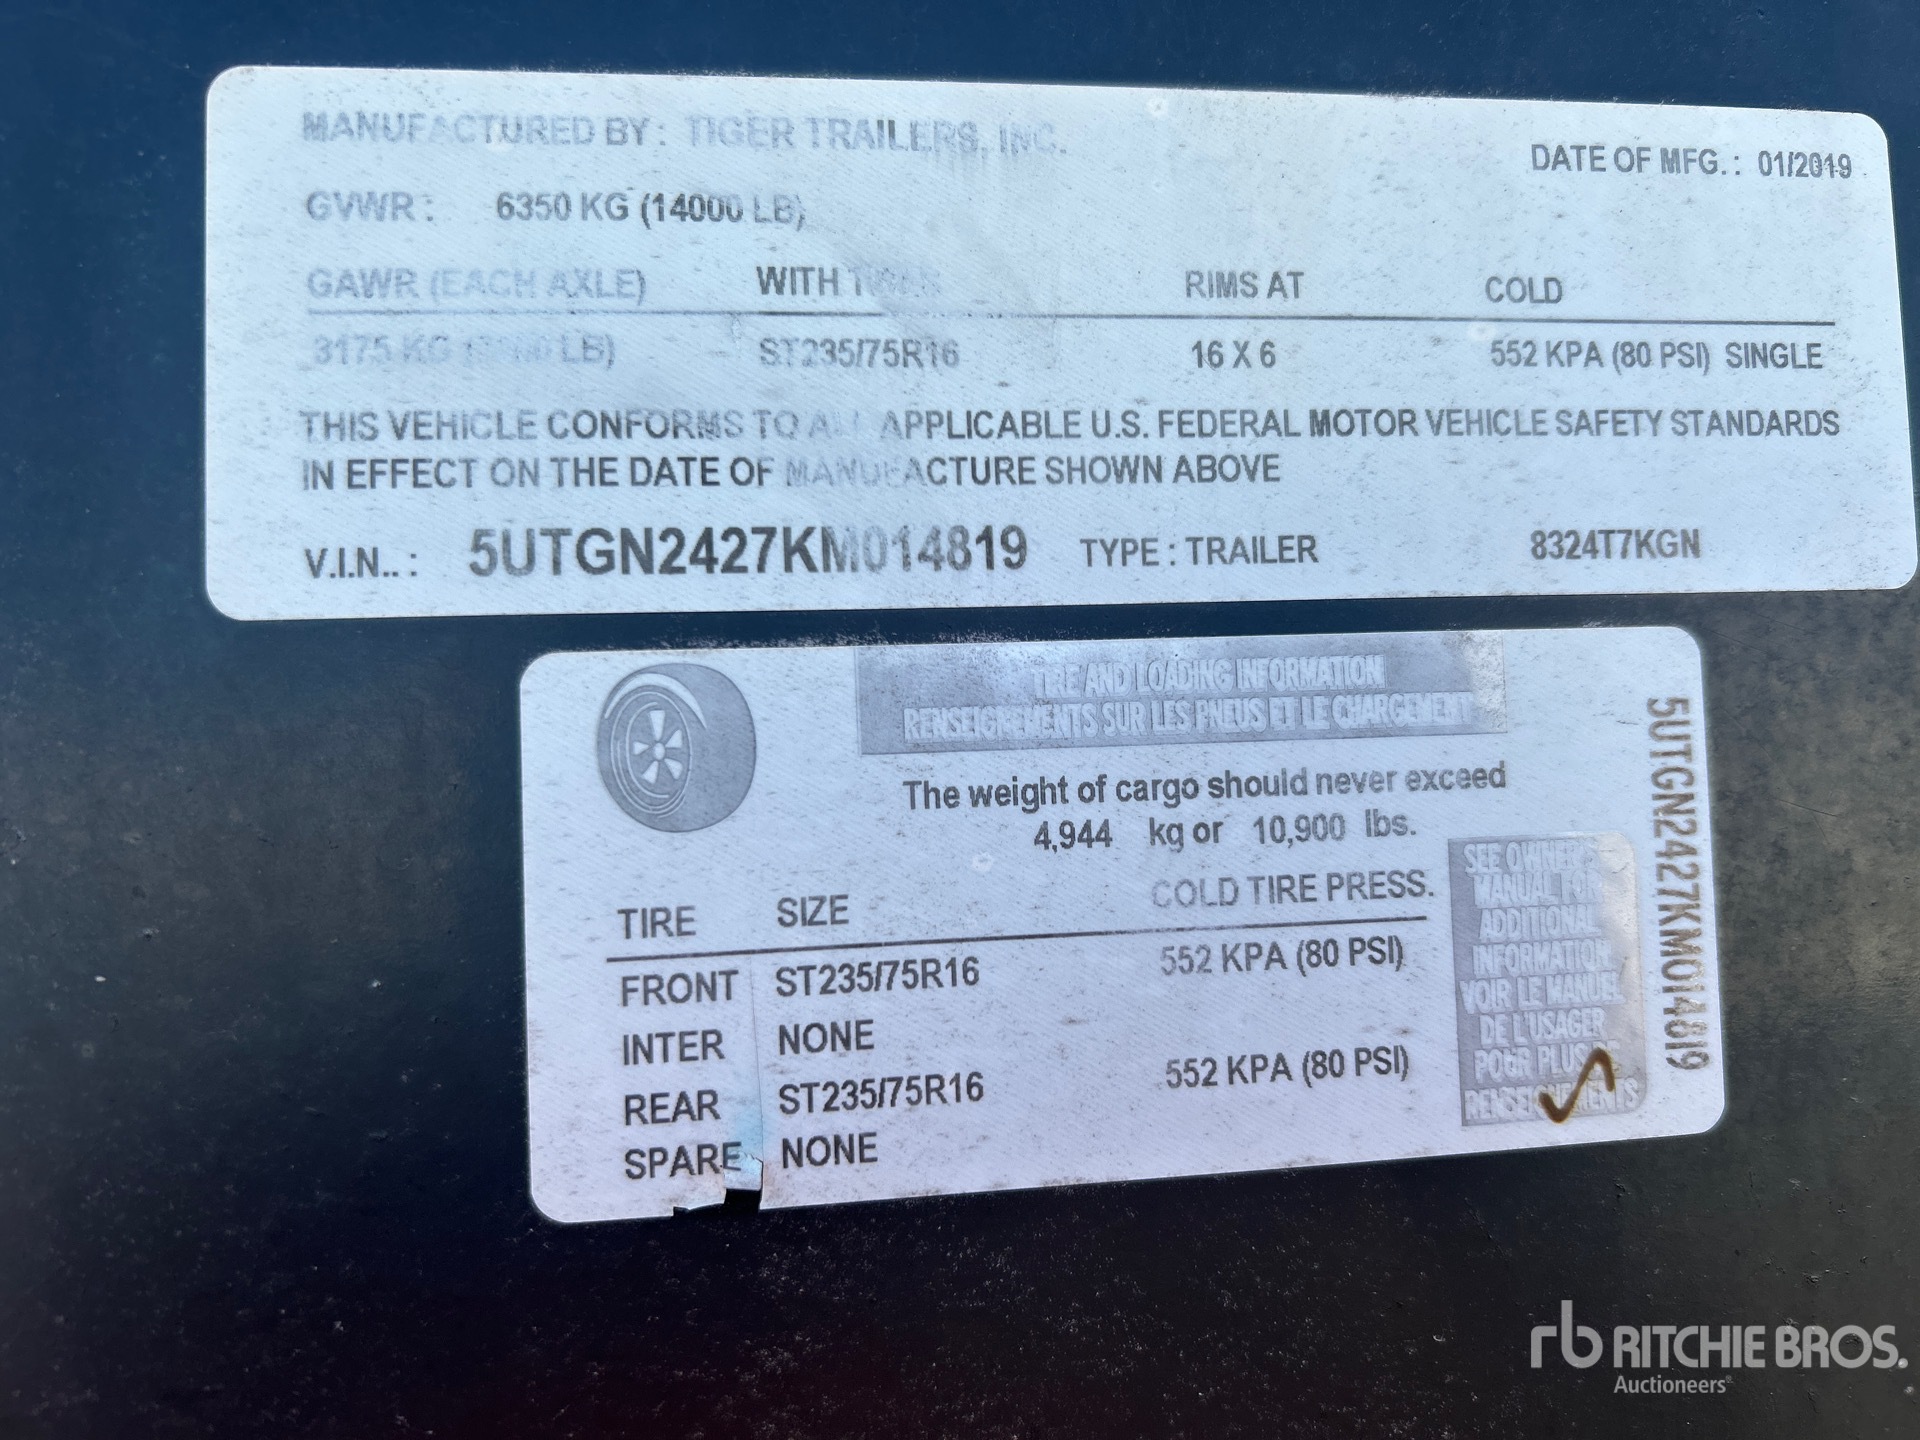 MANUFACTURED BY: TIGER TRAILERS, INC.
DATE OF MFG.: 01/2019
GVWR: 6350 KG (14000 LB)
GAWR (EACH AXLE) WITH TIRES RIMS AT COLD
3175 KG LB) ST235/75R16 16 X 6 552 KPA (80 PSI) SINGLE
THIS VEHICLE CONFORMS TO ALL APPLICABLE U.S. FEDERAL MOTOR VEHICLE SAFETY STANDARDS
IN EFFECT ON THE DATE OF MANUFACTURE SHOWN ABOVE
V.I.N..: 5UTGN2427KM014819 TYPE: TRAILER 8324T7KGN
TIRE AND LOADING INFORMATION
RENSEIGNEMENTS SUR LES PNEUS ET LE CHARGEMENT
The weight of cargo should never exceed
4,944 kg or 10,900 lbs.
TIRE SIZE COLD TIRE PRESS.
FRONT ST235/75R16 552 KPA (80 PSI)
INTER NONE
REAR ST235/75R16 552 KPA (80 PSI)
SPARE NONE
SEE OWNER'S
MANUAL FOR
ADDITIONAL
INFORMATION
VOIR LE MANUEL
DE L'USAGER
POUR PLUS DE
5UTGN2427KM014819
rb RITCHIE BROS.
Auctioneers